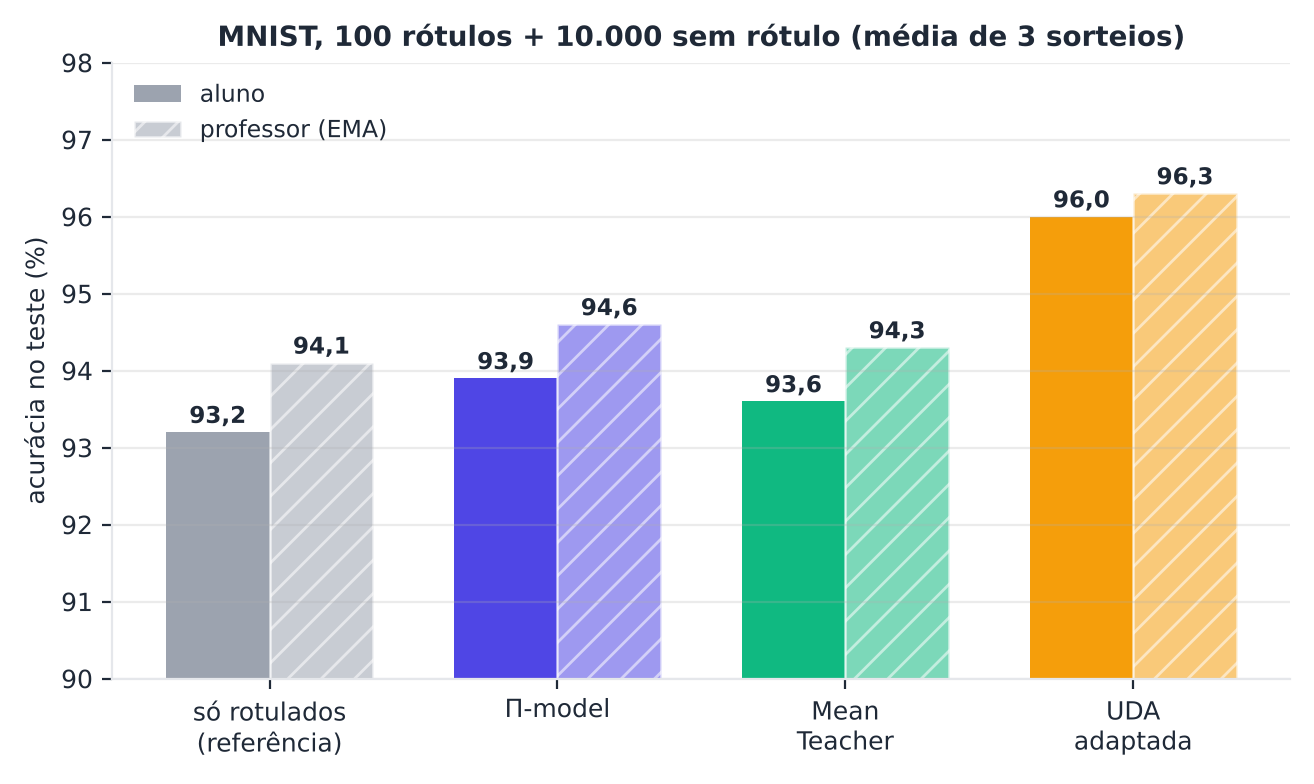 MNIST, 100 rótulos + 10.000 sem rótulo (média de 3 sorteios)
aluno
professor (EMA)
acurácia no teste (%)
98
97
96
95
94
93
92
91
90
93,2
94,1
93,9
94,6
93,6
94,3
96,0
96,3
só rotulados
(referência)
Π-model
Mean
Teacher
UDA
adaptada